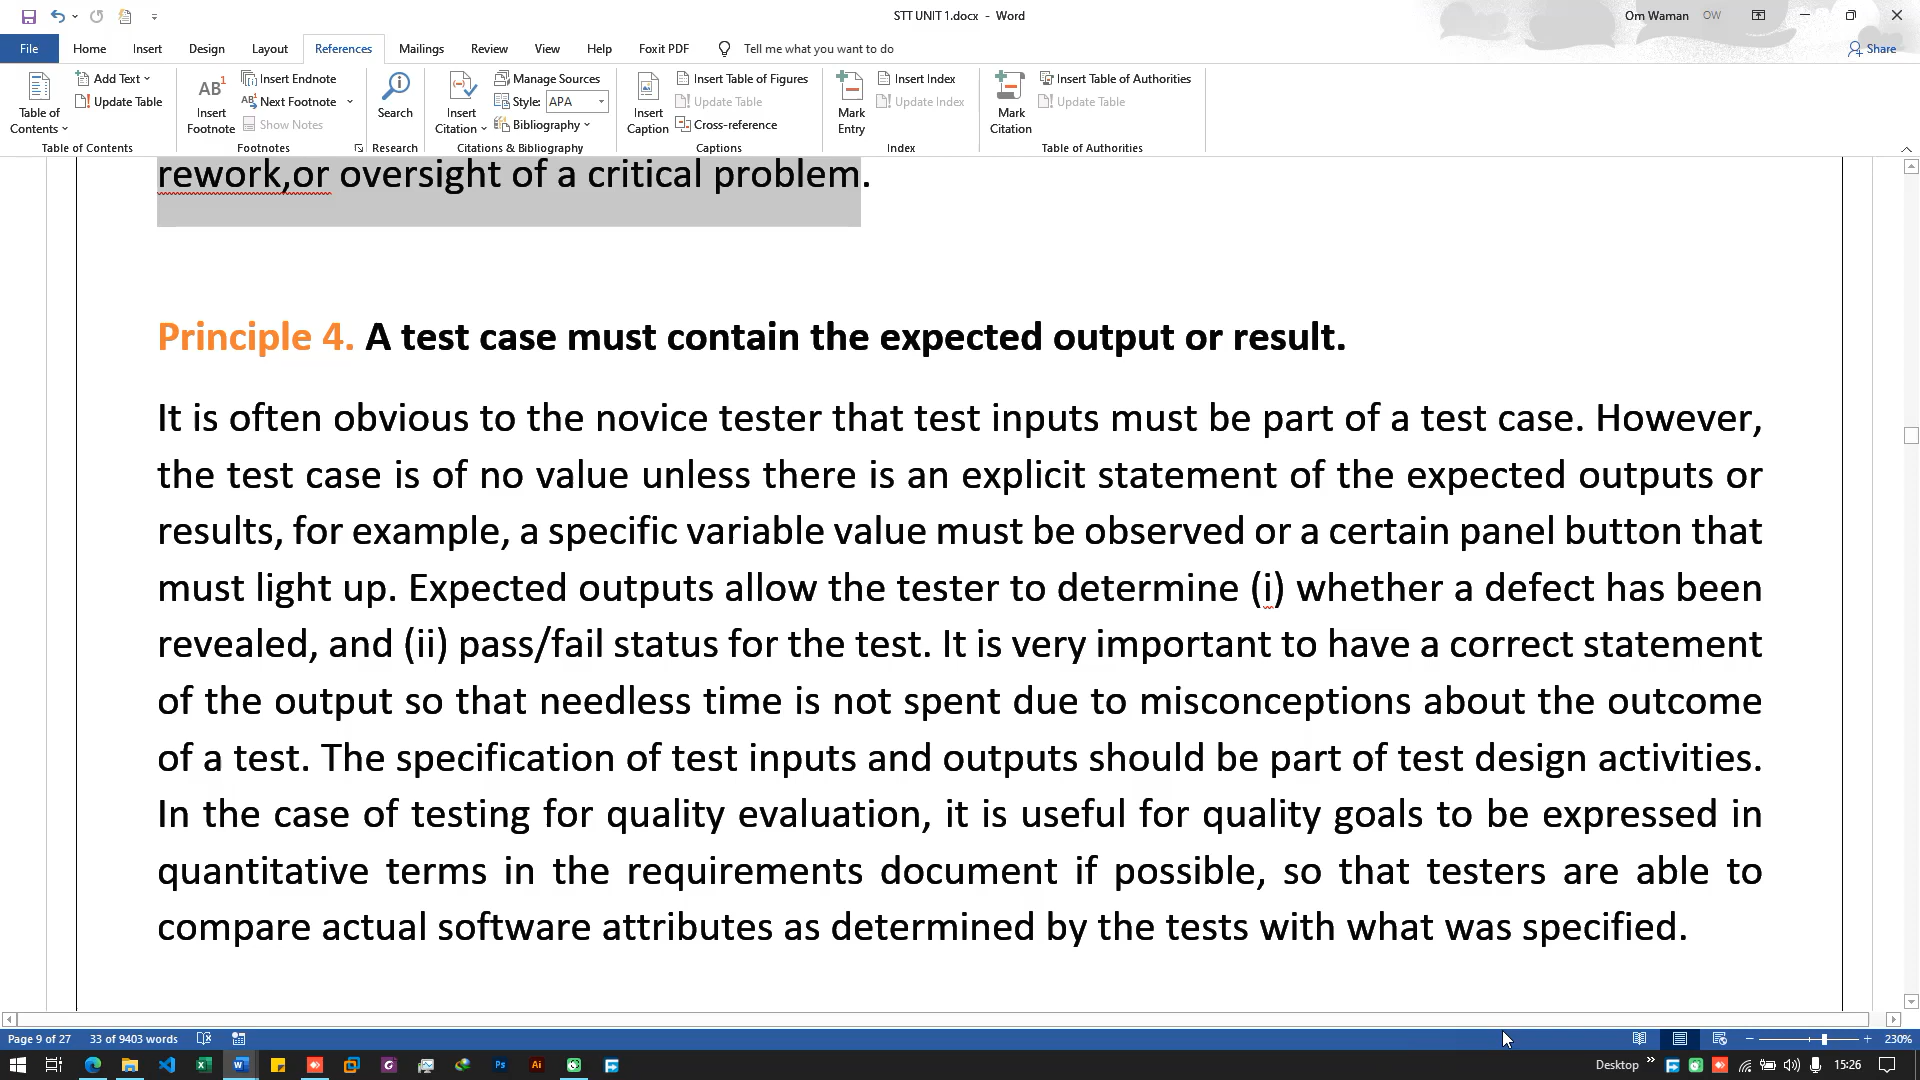 STT UNIT 1.docx - Word
Om Waman OW
File Home Insert Design Layout References Mailings Review View Help Foxit PDF Tell me what you want to do Share
Table of Contents
Add Text
Update Table
Table of Contents
AB1 Insert Footnote
Insert Endnote
Next Footnote
Show Notes
Footnotes
Search
Research
Insert Citation
Manage Sources
Style: APA
Bibliography
Citations & Bibliography
Insert Caption
Insert Table of Figures
Update Table
Cross-reference
Captions
Mark Entry
Insert Index
Update Index
Index
Mark Citation
Insert Table of Authorities
Update Table
Table of Authorities
rework,or oversight of a critical problem.
Principle 4. A test case must contain the expected output or result.
It is often obvious to the novice tester that test inputs must be part of a test case. However,
the test case is of no value unless there is an explicit statement of the expected outputs or
results, for example, a specific variable value must be observed or a certain panel button that
must light up. Expected outputs allow the tester to determine (i) whether a defect has been
revealed, and (ii) pass/fail status for the test. It is very important to have a correct statement
of the output so that needless time is not spent due to misconceptions about the outcome
of a test. The specification of test inputs and outputs should be part of test design activities.
In the case of testing for quality evaluation, it is useful for quality goals to be expressed in
quantitative terms in the requirements document if possible, so that testers are able to
compare actual software attributes as determined by the tests with what was specified.
Page 9 of 27 33 of 9403 words 230%
Desktop 15:26